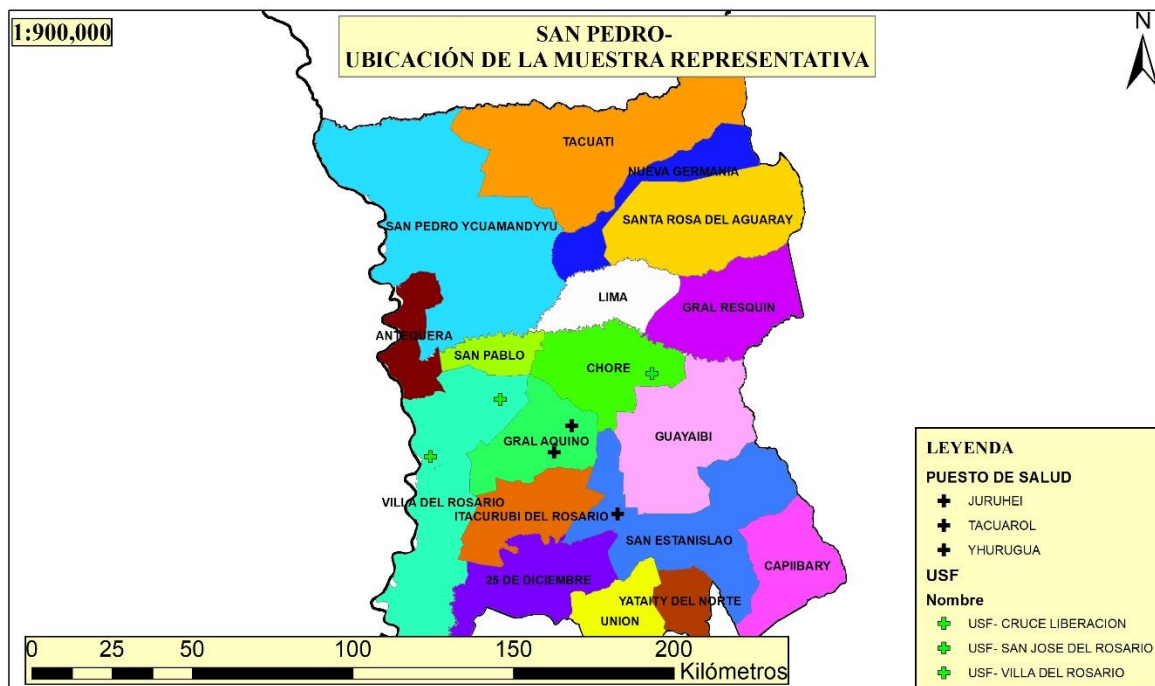 1:900,000
SAN PEDRO-
UBICACIÓN DE LA MUESTRA REPRESENTATIVA
N
TACUATI
NUEVA GERMANIA
SANTA ROSA DEL AGUARAY
SAN PEDRO YCUAMANDYYU
LIMA
GRAL RESQUIN
ANTEQUERA
SAN PABLO
CHORE
GUAYAIBI
GRAL AQUINO
VILLA DEL ROSARIO
ITACURUBI DEL ROSARIO
SAN ESTANISLAO
CAPIIBARY
25 DE DICIEMBRE
YATAITY DEL NORTE
UNION
LEYENDA
PUESTO DE SALUD
JURUHEI
TACUAROL
YHURUGUA
USF
Nombre
USF- CRUCE LIBERACION
USF- SAN JOSE DEL ROSARIO
USF- VILLA DEL ROSARIO
0 25 50 100 150 200
Kilómetros